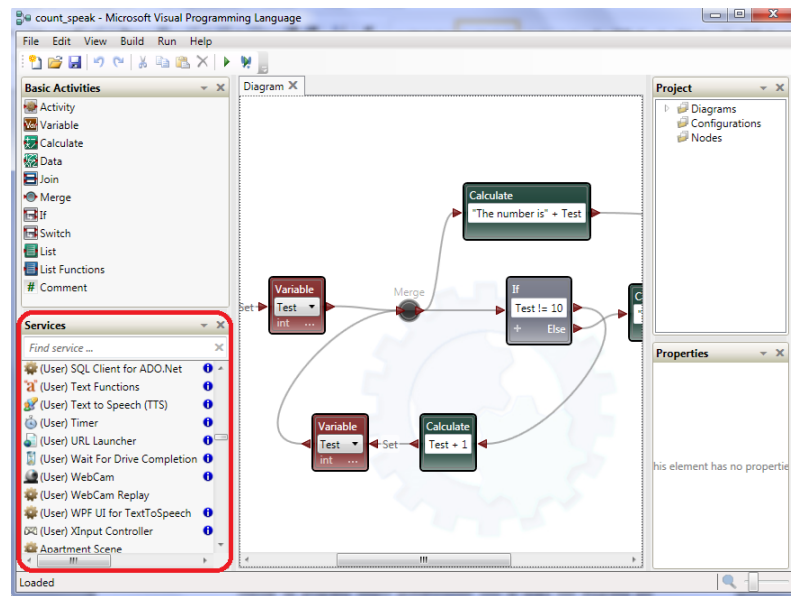 count_speak - Microsoft Visual Programming Language
File Edit View Build Run Help
Basic Activities
Activity
Variable
Calculate
Data
Join
Merge
If
Switch
List
List Functions
Comment
Services
Find service ...
(User) SQL Client for ADO.Net
(User) Text Functions
(User) Text to Speech (TTS)
(User) Timer
(User) URL Launcher
(User) Wait For Drive Completion
(User) WebCam
(User) WebCam Replay
(User) WPF UI for TextToSpeech
(User) XInput Controller
Apartment Scene
Diagram
Calculate
"The number is" + Test
Merge
Set
Variable
Test
int ...
If
Test != 10
+ Else
Variable
Test
int ...
Set
Calculate
Test + 1
Project
Diagrams
Configurations
Nodes
Properties
his element has no propertie
Loaded